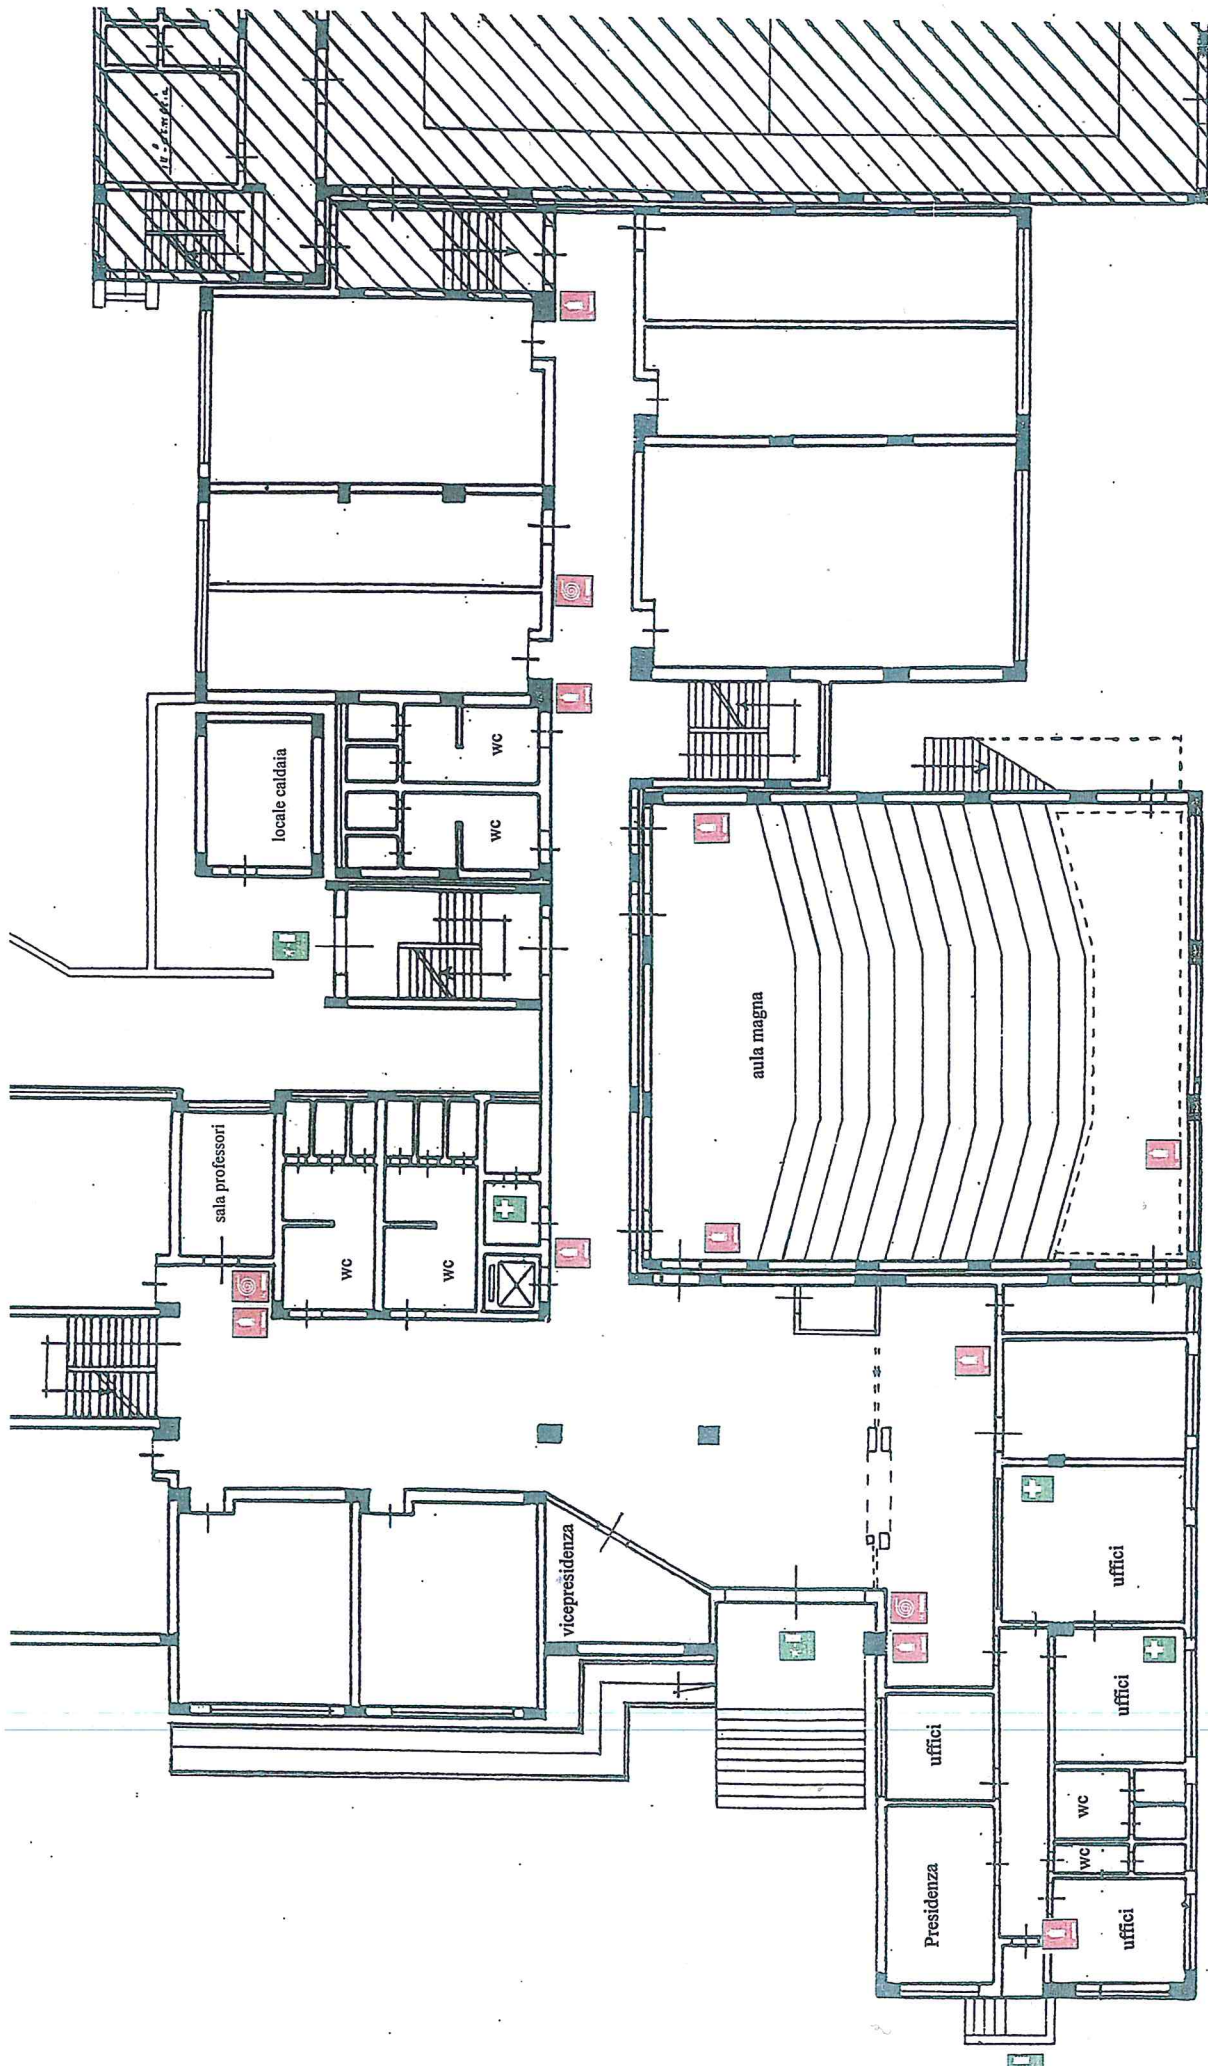 locale caldaia
wc
wc
aula magna
sala professori
wc
wc
vicepresidenza
uffici
uffici
uffici
wc
wc
Presidenza
uffici